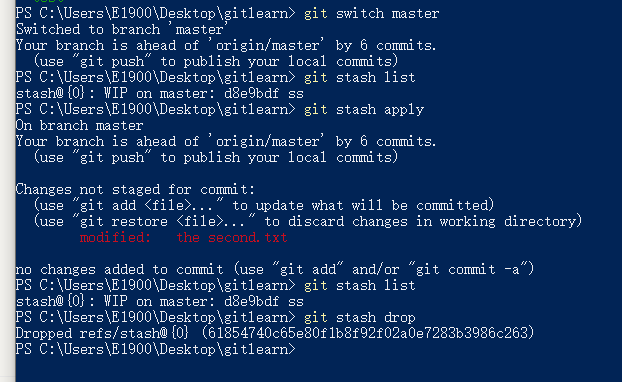 PS C:\Users\E1900\Desktop\gitlearn> git switch master
Switched to branch 'master'
Your branch is ahead of 'origin/master' by 6 commits.
  (use "git push" to publish your local commits)
PS C:\Users\E1900\Desktop\gitlearn> git stash list
stash@{0}: WIP on master: d8e9bdf ss
PS C:\Users\E1900\Desktop\gitlearn> git stash apply
On branch master
Your branch is ahead of 'origin/master' by 6 commits.
  (use "git push" to publish your local commits)
Changes not staged for commit:
  (use "git add <file>..." to update what will be committed)
  (use "git restore <file>..." to discard changes in working directory)
        modified:   the second.txt
no changes added to commit (use "git add" and/or "git commit -a")
PS C:\Users\E1900\Desktop\gitlearn> git stash list
stash@{0}: WIP on master: d8e9bdf ss
PS C:\Users\E1900\Desktop\gitlearn> git stash drop
Dropped refs/stash@{0} (61854740c65e80f1b8f92f02a0e7283b3986c263)
PS C:\Users\E1900\Desktop\gitlearn>